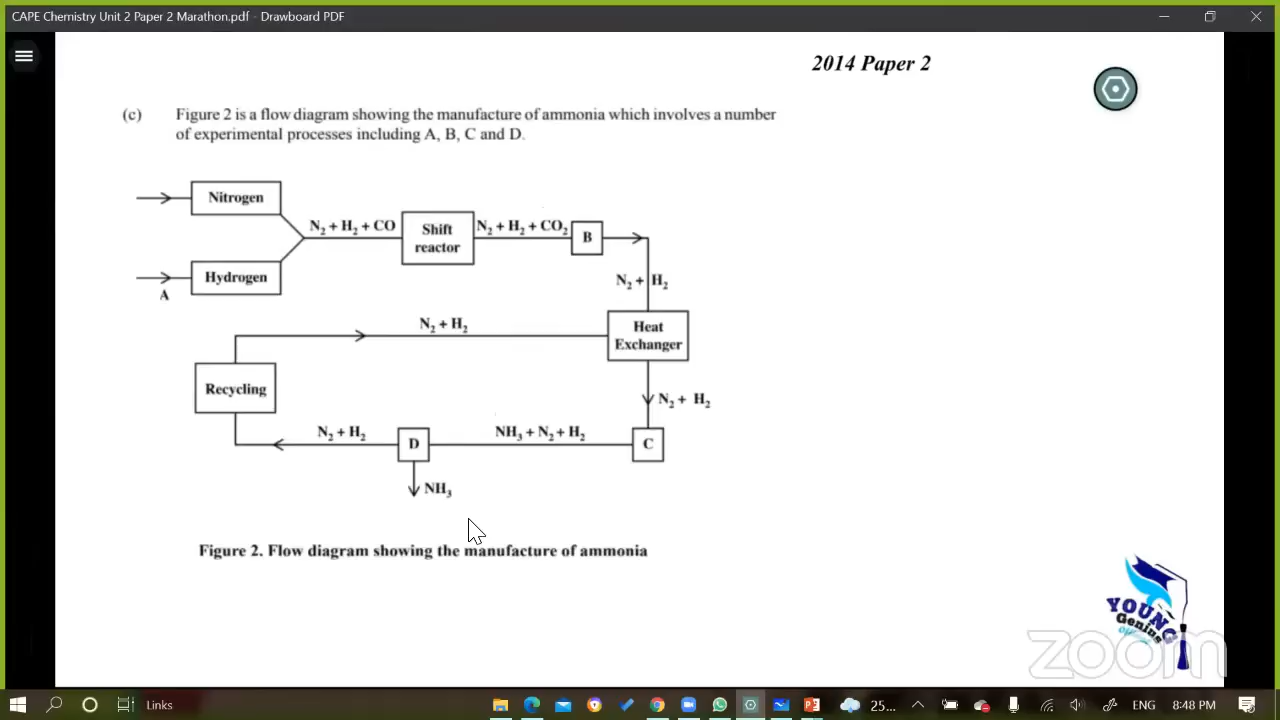 CAPE Chemistry Unit 2 Paper 2 Marathon.pdf - Drawboard PDF
2014 Paper 2
(c) Figure 2 is a flow diagram showing the manufacture of ammonia which involves a number
of experimental processes including A, B, C and D.
Nitrogen
N₂ + H₂ + CO
Shift
reactor
N₂ + H₂ + CO₂
B
Hydrogen
A
N₂ + H₂
N₂ + H₂
Heat
Exchanger
Recycling
N₂ + H₂
N₂ + H₂
D
NH₃ + N₂ + H₂
C
NH₃
Figure 2. Flow diagram showing the manufacture of ammonia
YOUNG
Genius
zoom
Links
25...
ENG
8:48 PM